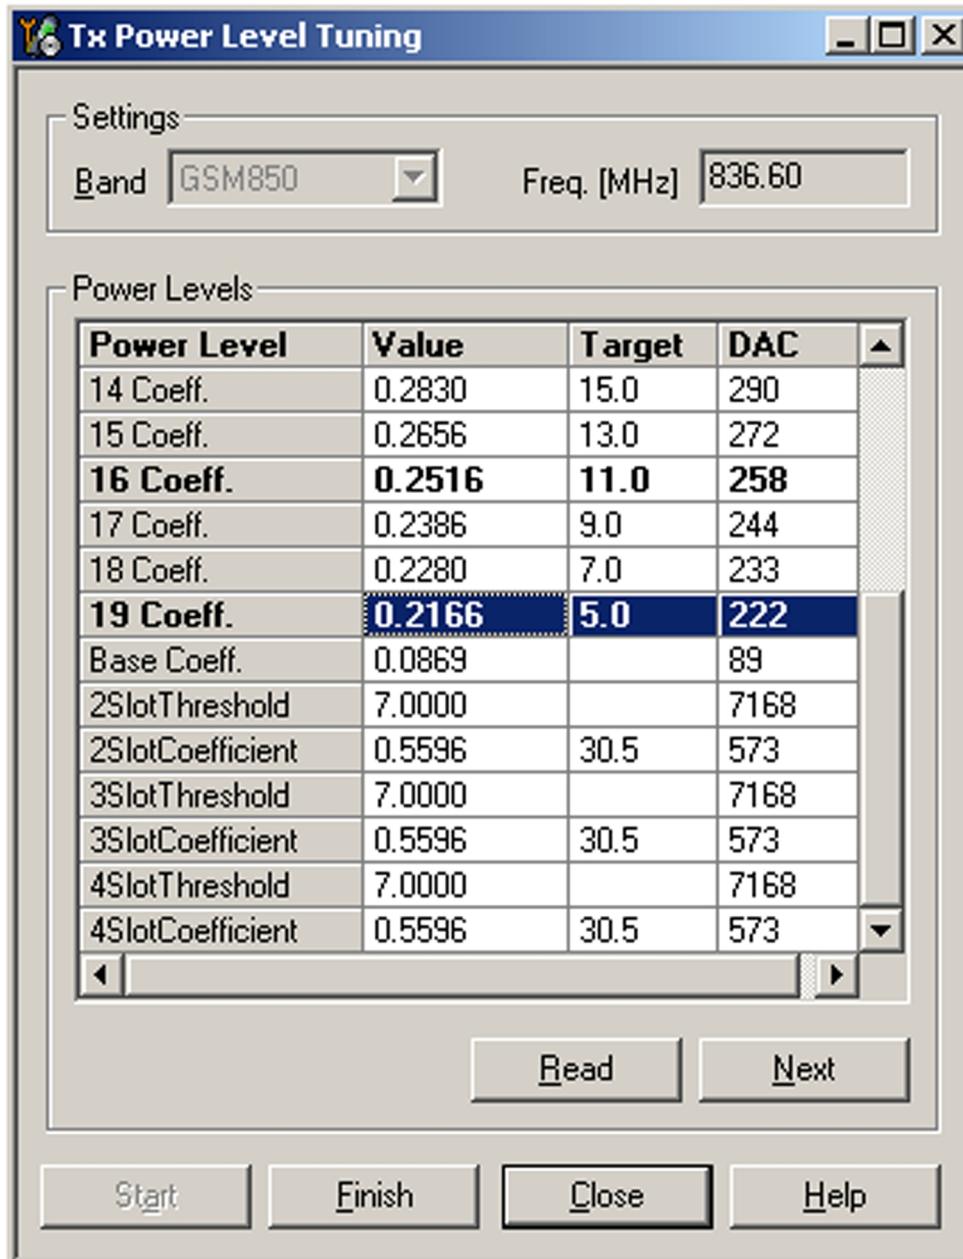 Tx Power Level Tuning
Settings
Band GSM850 Freq. [MHz] 836.60
Power Levels
Power Level Value Target DAC
14 Coeff. 0.2830 15.0 290
15 Coeff. 0.2656 13.0 272
16 Coeff. 0.2516 11.0 258
17 Coeff. 0.2386 9.0 244
18 Coeff. 0.2280 7.0 233
19 Coeff. 0.2166 5.0 222
Base Coeff. 0.0869 89
2SlotThreshold 7.0000 7168
2SlotCoefficient 0.5596 30.5 573
3SlotThreshold 7.0000 7168
3SlotCoefficient 0.5596 30.5 573
4SlotThreshold 7.0000 7168
4SlotCoefficient 0.5596 30.5 573
Read Next
Start Finish Close Help